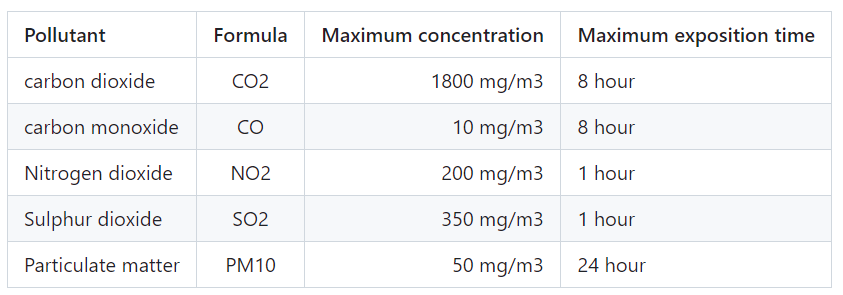 Pollutant Formula Maximum concentration Maximum exposition time
carbon dioxide CO2 1800 mg/m3 8 hour
carbon monoxide CO 10 mg/m3 8 hour
Nitrogen dioxide NO2 200 mg/m3 1 hour
Sulphur dioxide SO2 350 mg/m3 1 hour
Particulate matter PM10 50 mg/m3 24 hour